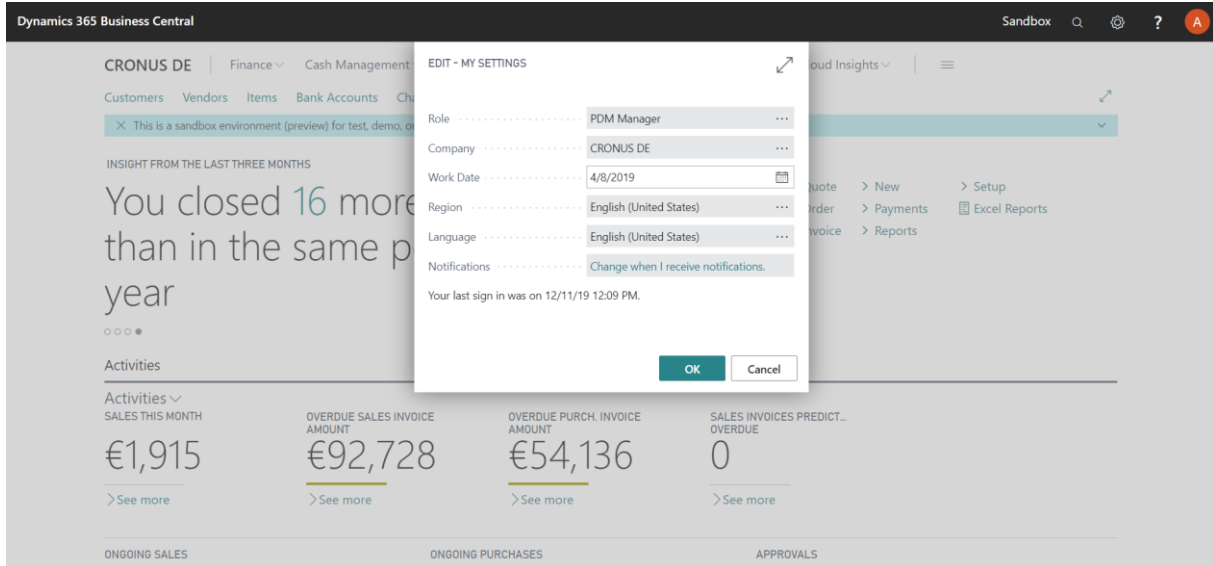 Dynamics 365 Business Central
Sandbox
?
A
CRONUS DE
Finance
Cash Management
oud Insights
Customers Vendors Items Bank Accounts Cha
This is a sandbox environment (preview) for test, demo, or
INSIGHT FROM THE LAST THREE MONTHS
You closed 16 more
than in the same p
year
EDIT - MY SETTINGS
Role PDM Manager ...
Company CRONUS DE ...
Work Date 4/8/2019
Region English (United States) ...
Language English (United States) ...
Notifications Change when I receive notifications.
Your last sign in was on 12/11/19 12:09 PM.
OK Cancel
uote > New > Setup
rder > Payments Excel Reports
nvoice > Reports
Activities
Activities
SALES THIS MONTH
€1,915
>See more
OVERDUE SALES INVOICE
AMOUNT
€92,728
>See more
OVERDUE PURCH. INVOICE
AMOUNT
€54,136
>See more
SALES INVOICES PREDICT...
OVERDUE
0
>See more
ONGOING SALES
ONGOING PURCHASES
APPROVALS